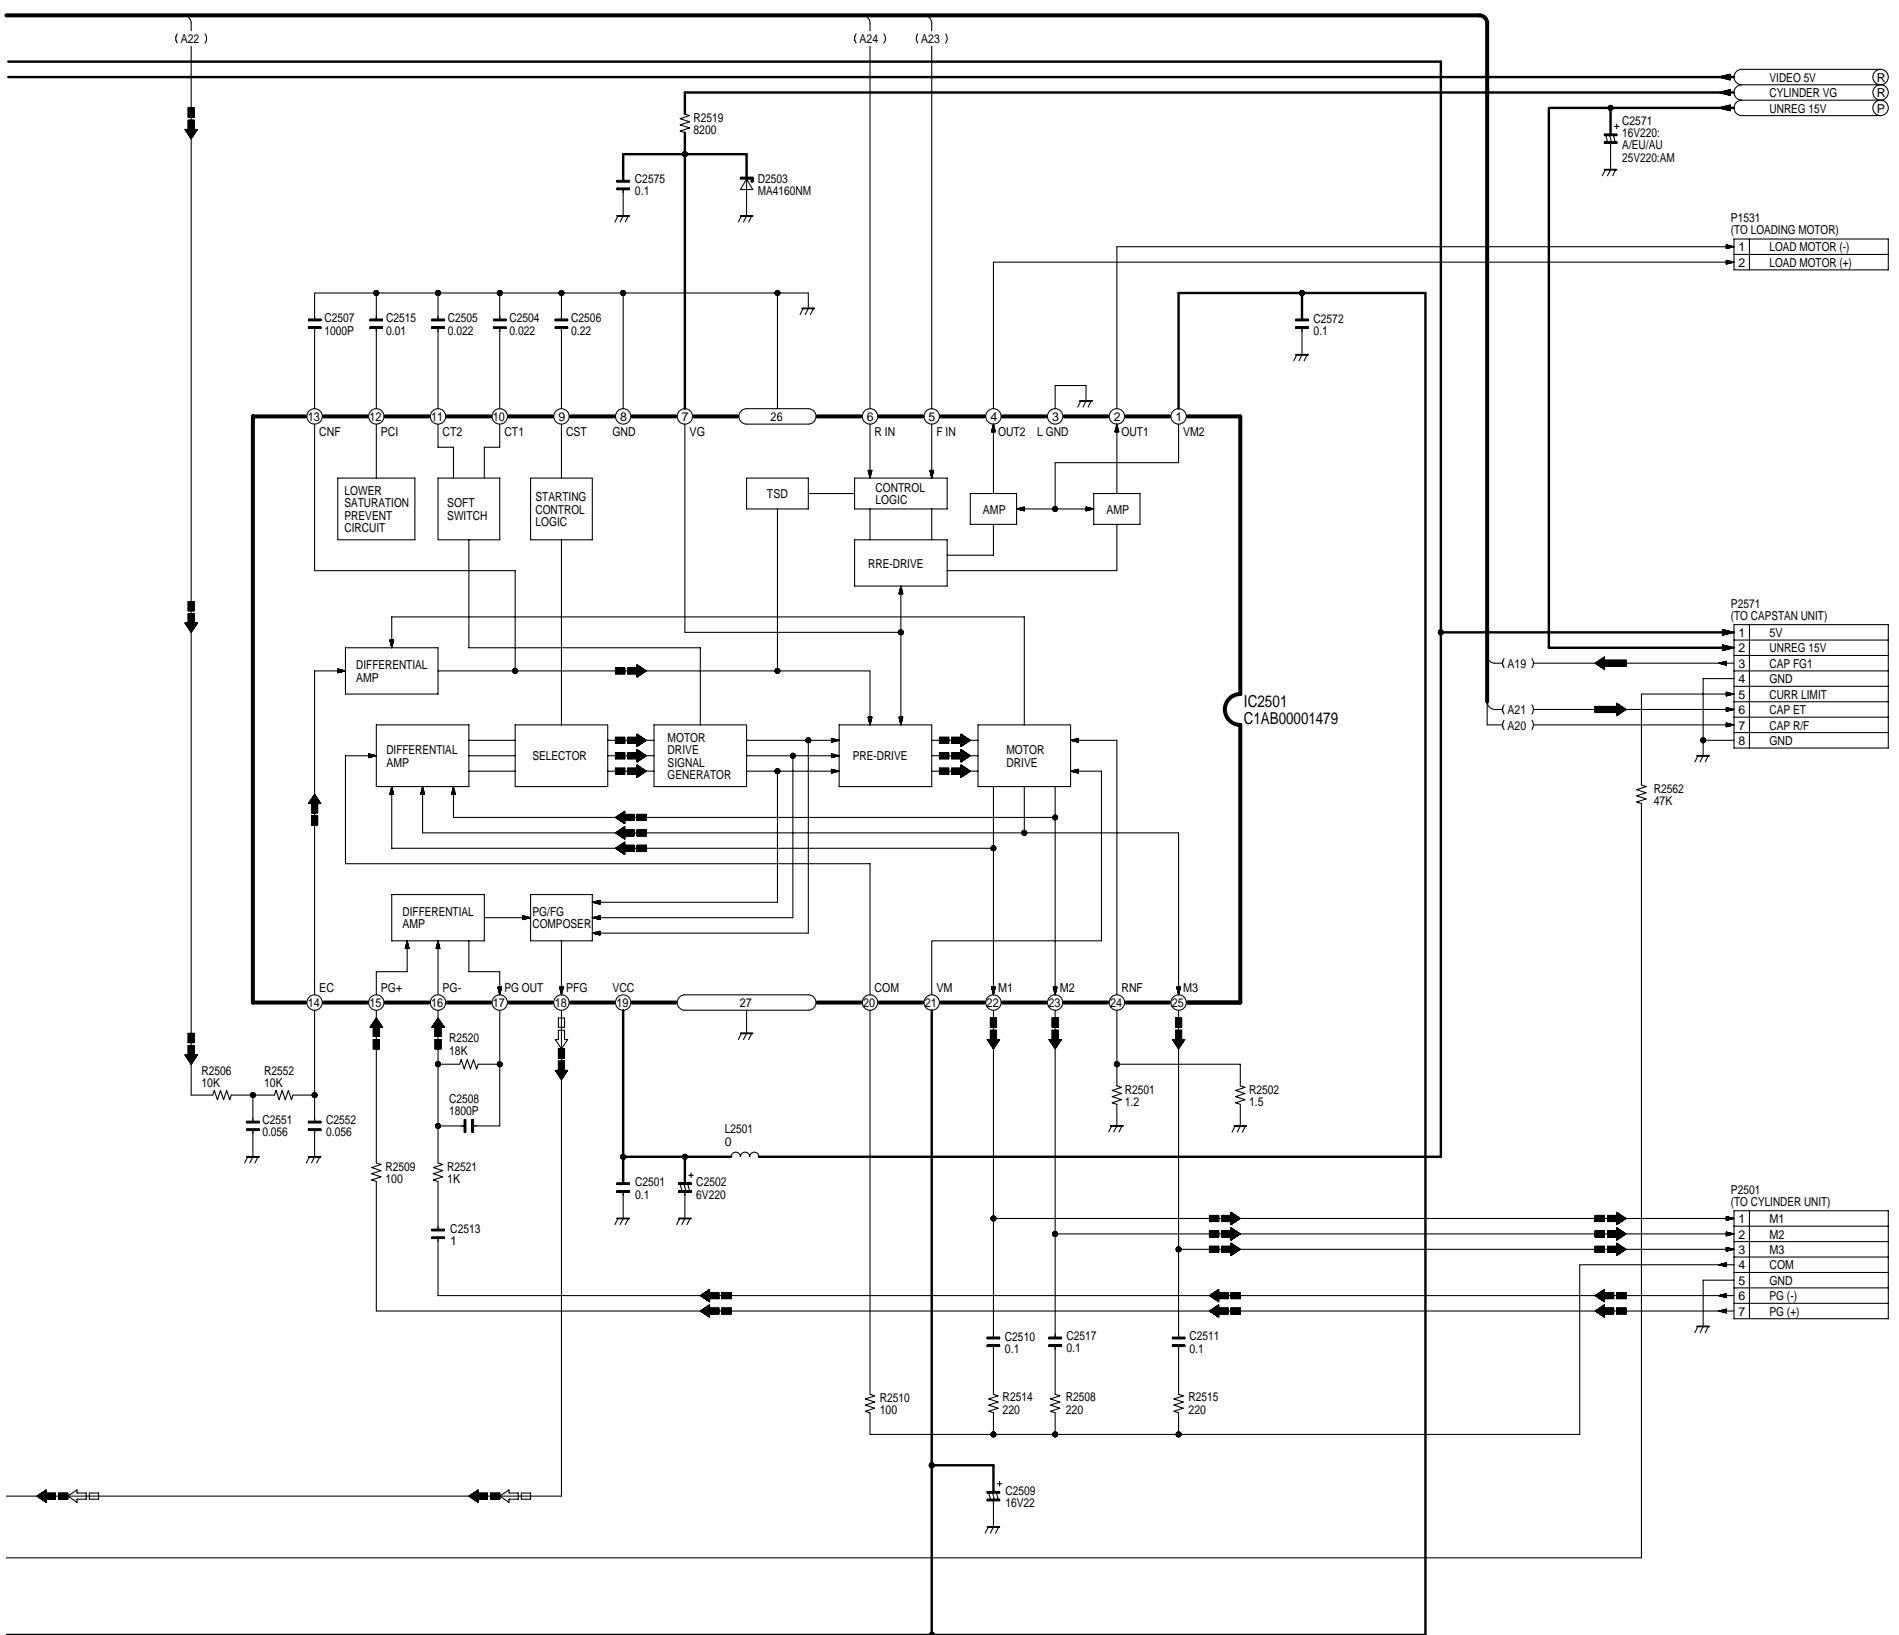 (A22)
(A24)
(A23)
VIDEO 5V R
CYLINDER VG R
UNREG 15V P
R2519
8200
C2571
16V220:
A/EU/AU
25V220:AM
+
C2575
0.1
D2503
MA4160NM
P1531
(TO LOADING MOTOR)
1 LOAD MOTOR (-)
2 LOAD MOTOR (+)
C2507
1000P
C2515
0.01
C2505
0.022
C2504
0.022
C2506
0.22
C2572
0.1
13
12
11
10
9
8
7
26
6
5
4
3
2
1
CNF
PCI
CT2
CT1
CST
GND
VG
R IN
F IN
OUT2
L GND
OUT1
VM2
LOWER
SATURATION
PREVENT
CIRCUIT
SOFT
SWITCH
STARTING
CONTROL
LOGIC
TSD
CONTROL
LOGIC
AMP
AMP
RRE-DRIVE
P2571
(TO CAPSTAN UNIT)
1 5V
2 UNREG 15V
3 CAP FG1
4 GND
5 CURR LIMIT
6 CAP ET
7 CAP R/F
8 GND
(A19)
(A21)
(A20)
DIFFERENTIAL
AMP
IC2501
C1AB00001479
DIFFERENTIAL
AMP
SELECTOR
MOTOR
DRIVE
SIGNAL
GENERATOR
PRE-DRIVE
MOTOR
DRIVE
R2562
47K
DIFFERENTIAL
AMP
PG/FG
COMPOSER
EC
PG+
PG-
PG OUT
PFG
VCC
COM
VM
M1
M2
RNF
M3
14
15
16
17
18
19
27
20
21
22
23
24
25
R2506
10K
R2552
10K
R2520
18K
C2508
1800P
C2551
0.056
C2552
0.056
R2501
1.2
R2502
1.5
L2501
0
R2509
100
R2521
1K
C2501
0.1
+
C2502
6V220
C2513
1
P2501
(TO CYLINDER UNIT)
1 M1
2 M2
3 M3
4 COM
5 GND
6 PG (-)
7 PG (+)
C2510
0.1
C2517
0.1
C2511
0.1
R2510
100
R2514
220
R2508
220
R2515
220
+
C2509
16V22